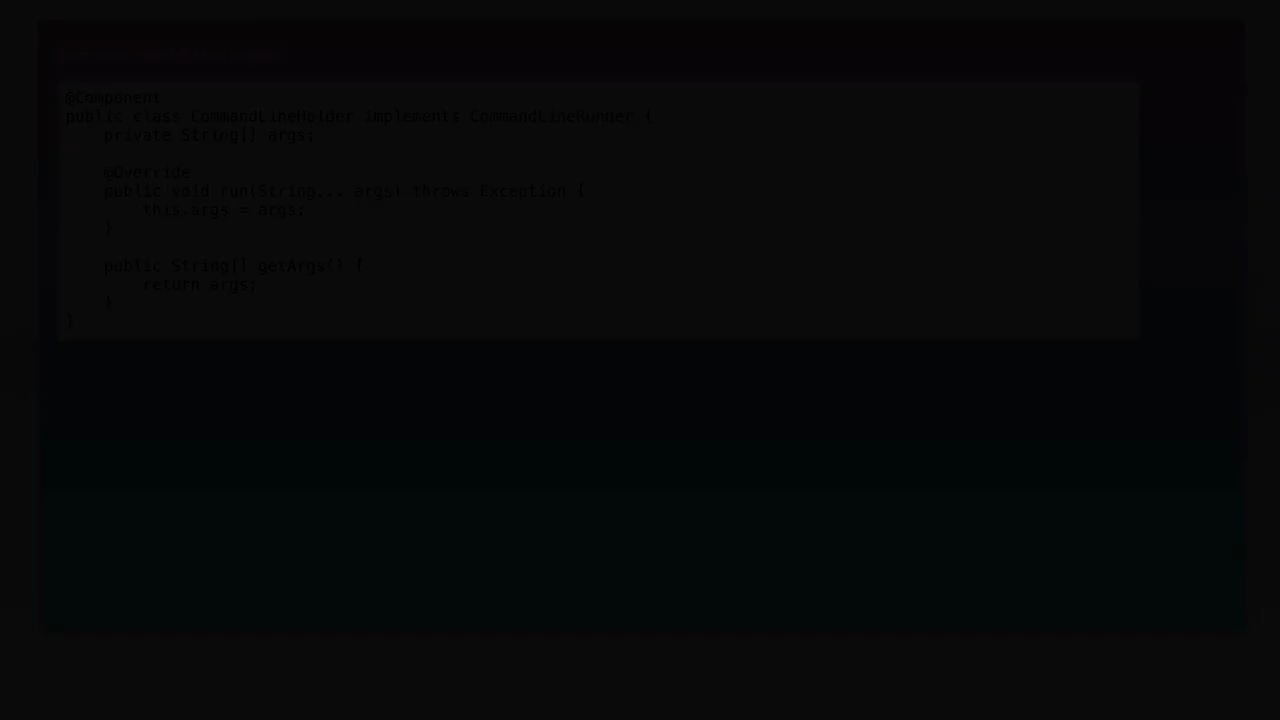 @Component
public class CommandLineHolder implements CommandLineRunner {
    private String[] args;

    @Override
    public void run(String... args) throws Exception {
        this.args = args;
    }

    public String[] getArgs() {
        return args;
    }
}